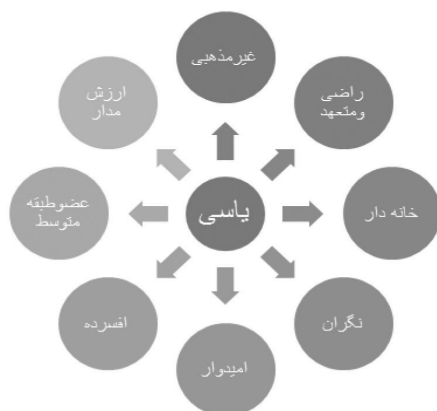 غیرمذهبی
راضی
ومتعهد
خانه دار
نگران
امیدوار
افسرده
عضوطبقه
متوسط
ارزش
مدار
یاسی